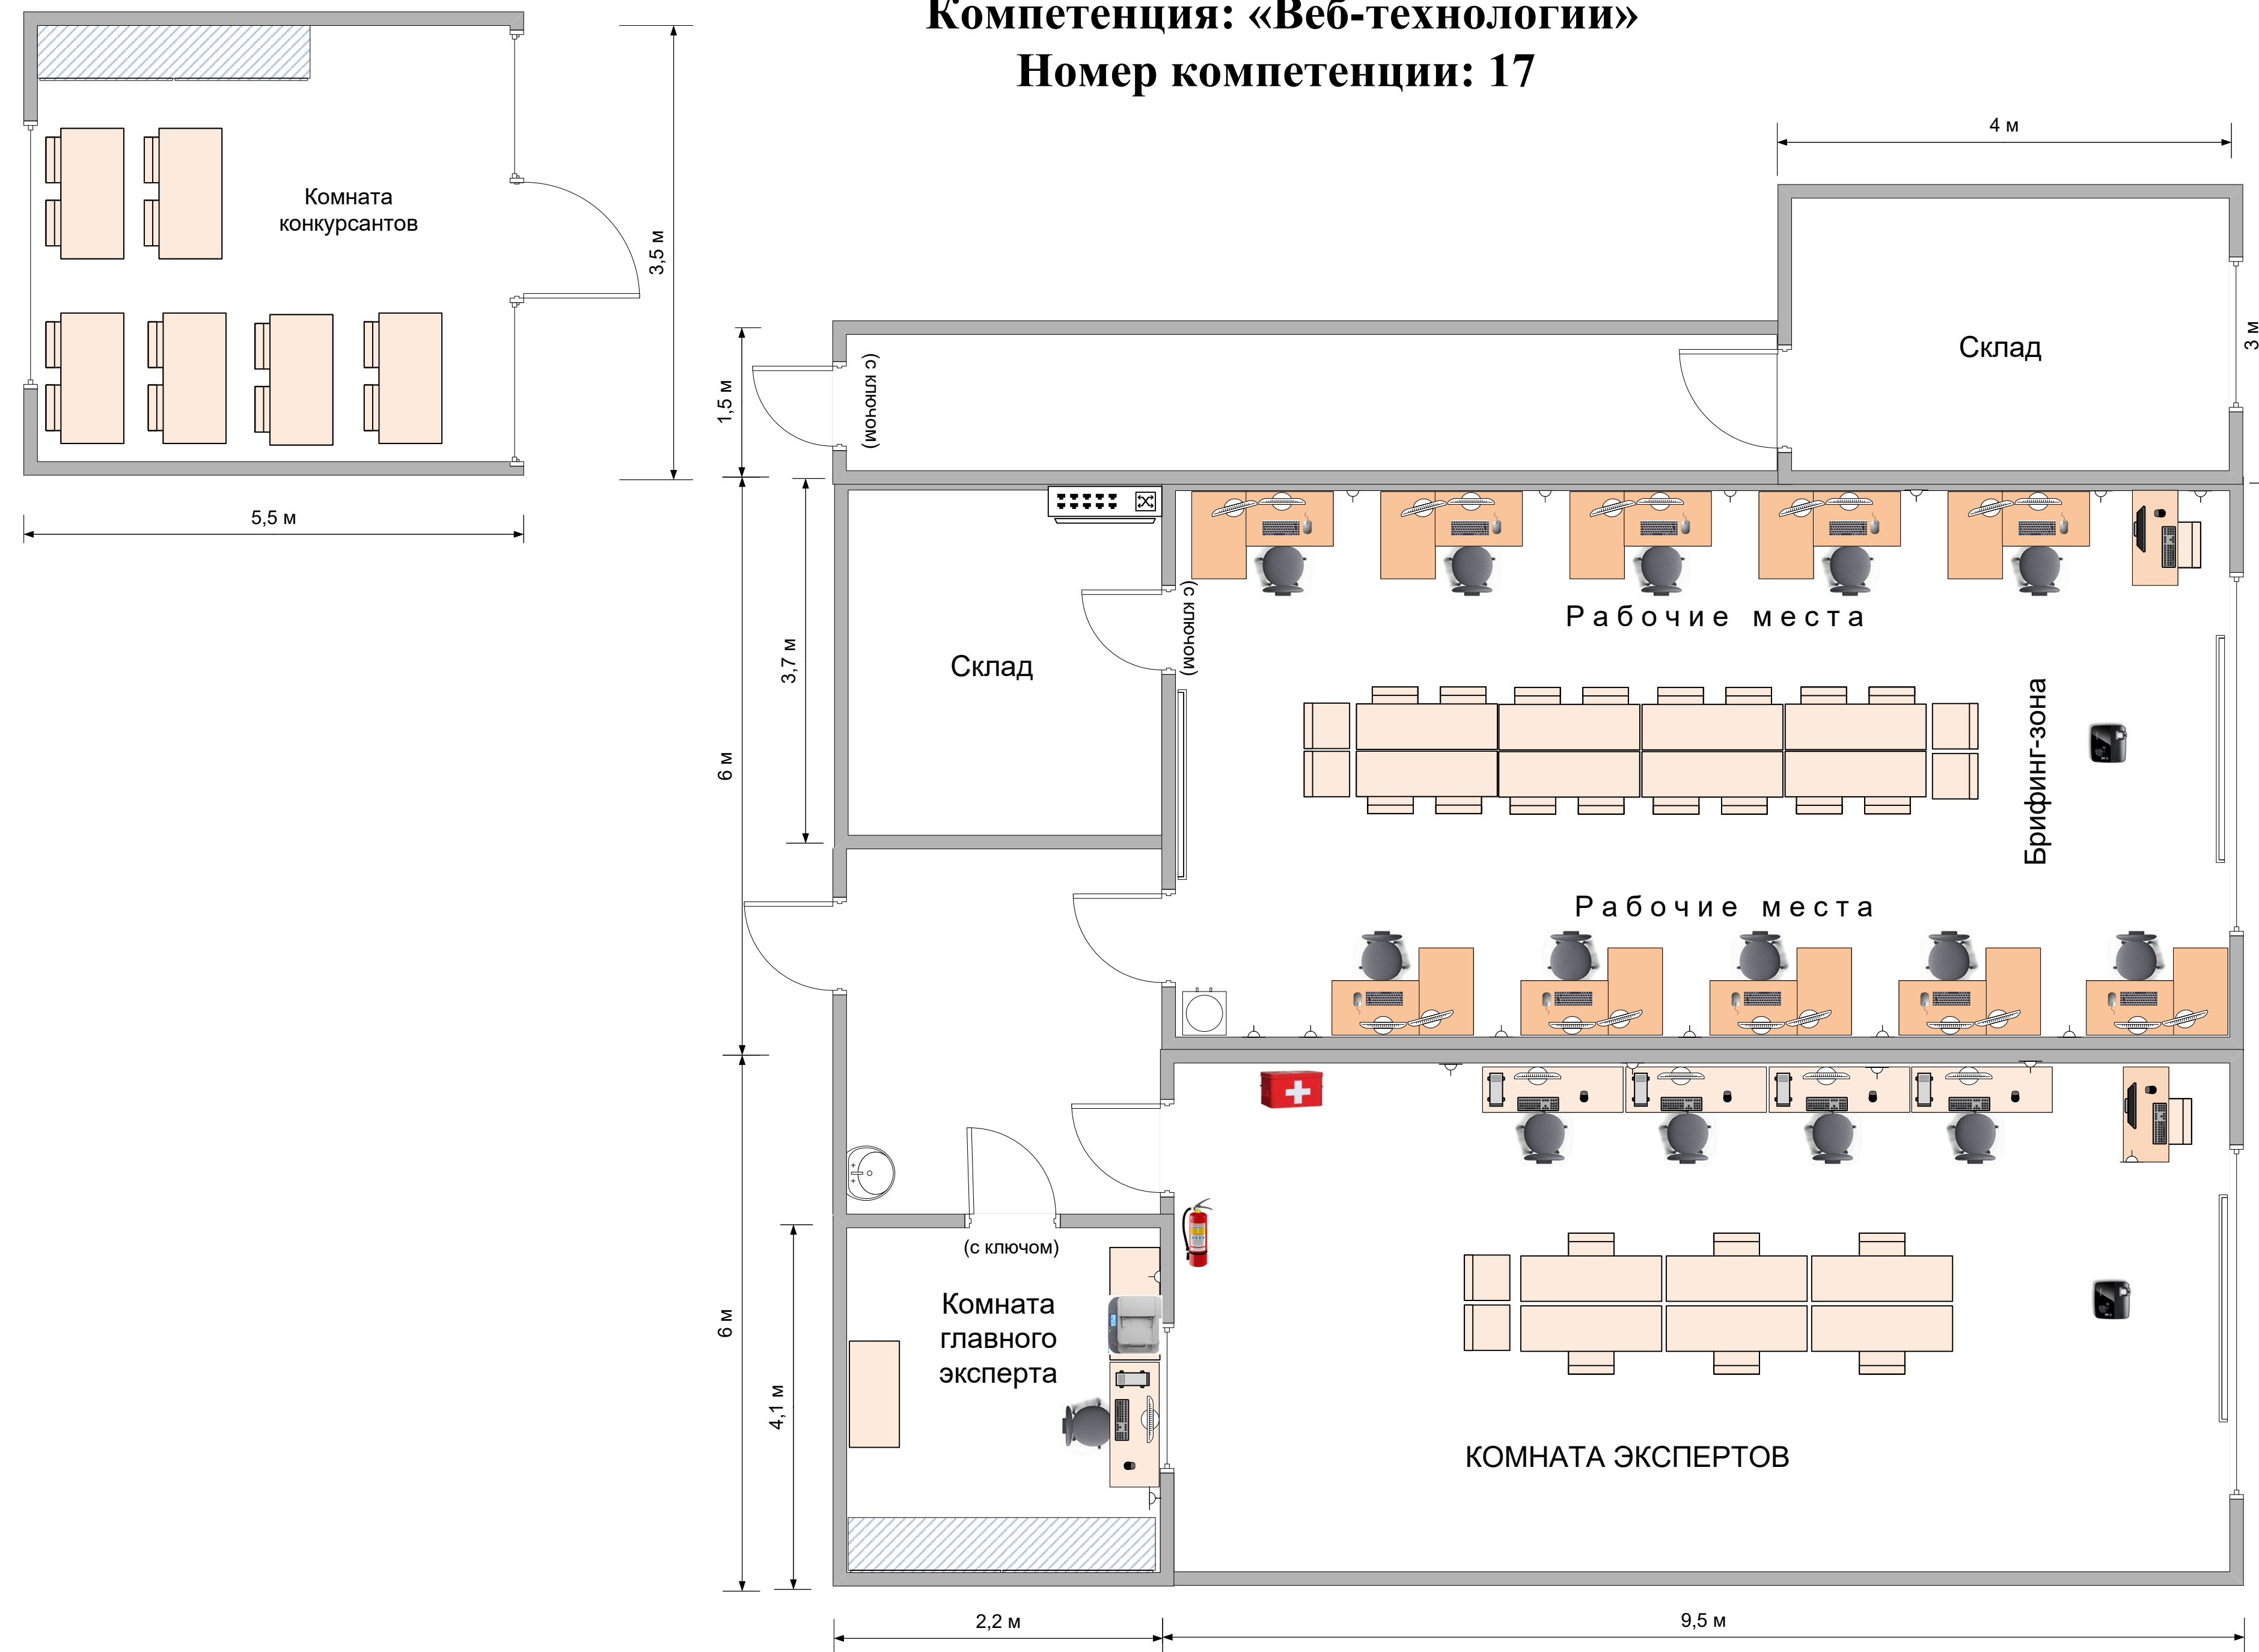 Компетенция: «Веб-технологии»
Номер компетенции: 17
4 м
Комната
конкурсантов
3,5 м
5,5 м
3 м
Склад
1,5 м
(с ключом)
3,7 м
Склад
(с ключом)
Рабочие места
6 м
Брифинг-зона
Рабочие места
6 м
4,1 м
(с ключом)
Комната
главного
эксперта
КОМНАТА ЭКСПЕРТОВ
2,2 м
9,5 м